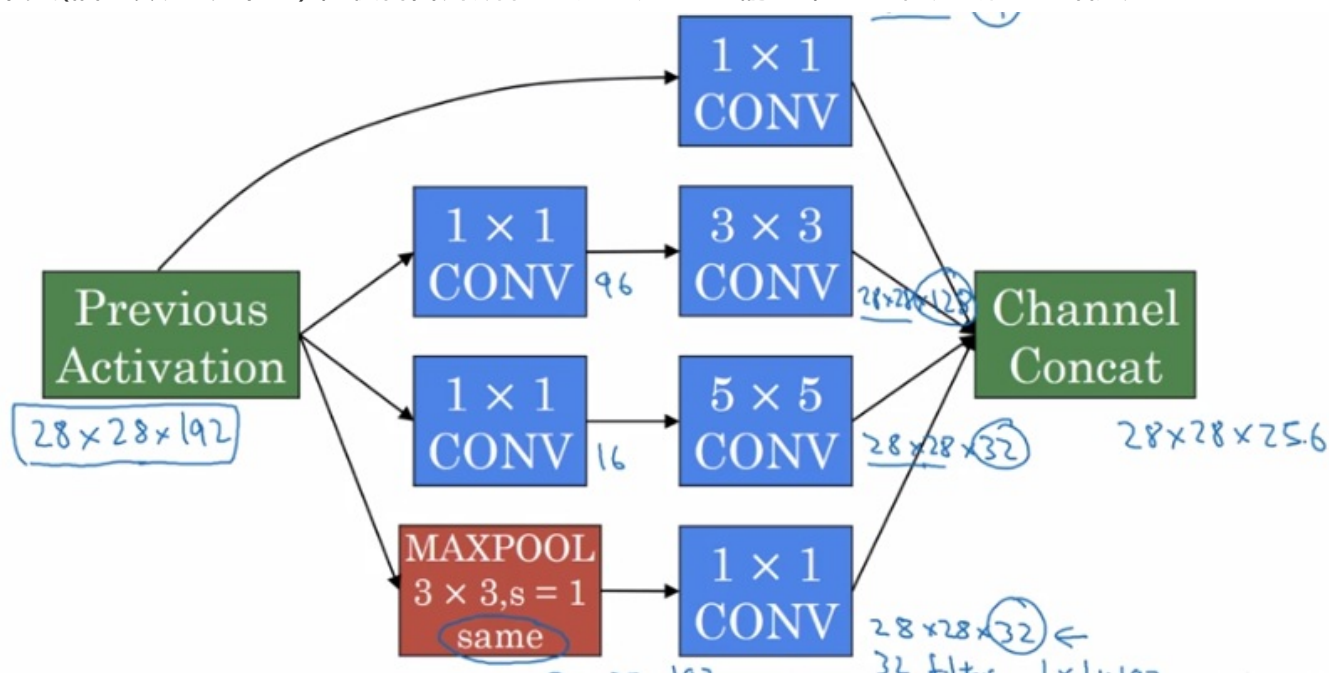 1 × 1
CONV
1 × 1
CONV
96
3 × 3
CONV
28×28×128
Previous
Activation
28×28×192
Channel
Concat
28×28×256
1 × 1
CONV
16
5 × 5
CONV
28×28×32
MAXPOOL
3 × 3,s = 1
same
1 × 1
CONV
28×28×32 ←